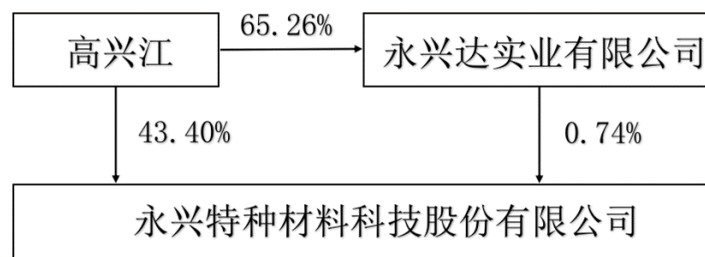 65.26%
高兴江
永兴达实业有限公司
43.40%
0.74%
永兴特种材料科技股份有限公司